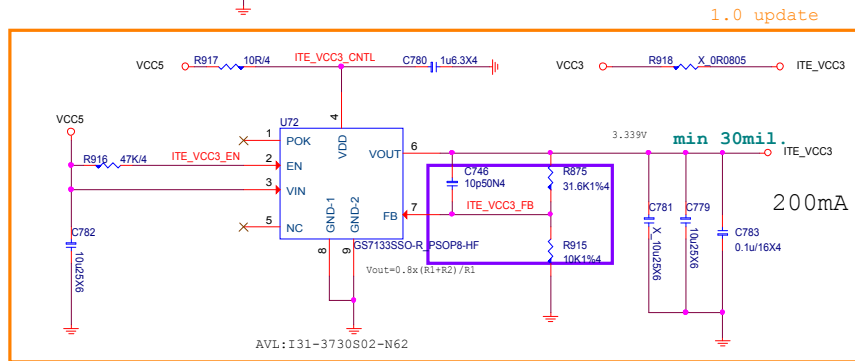 1.0 update
VCC5
R917
10R/4
ITE_VCC3_CNTL
C780
1u6.3X4
VCC3
R918
X_0R0805
ITE_VCC3
VCC5
R916
47K/4
ITE_VCC3_EN
U72
1
POK
2
EN
3
VIN
5
NC
4
VDD
VOUT
6
FB
7
GND-1
GND-2
8
9
GS7133SSO-R_PSOP8-HF
Vout=0.8x(R1+R2)/R1
C782
10u25X6
C746
10p50N4
ITE_VCC3_FB
R875
31.6K1%4
R915
10K1%4
3.339V
min 30mil.
ITE_VCC3
200mA
C781
X_10u25X6
C779
10u25X6
C783
0.1u/16X4
AVL:I31-3730S02-N62